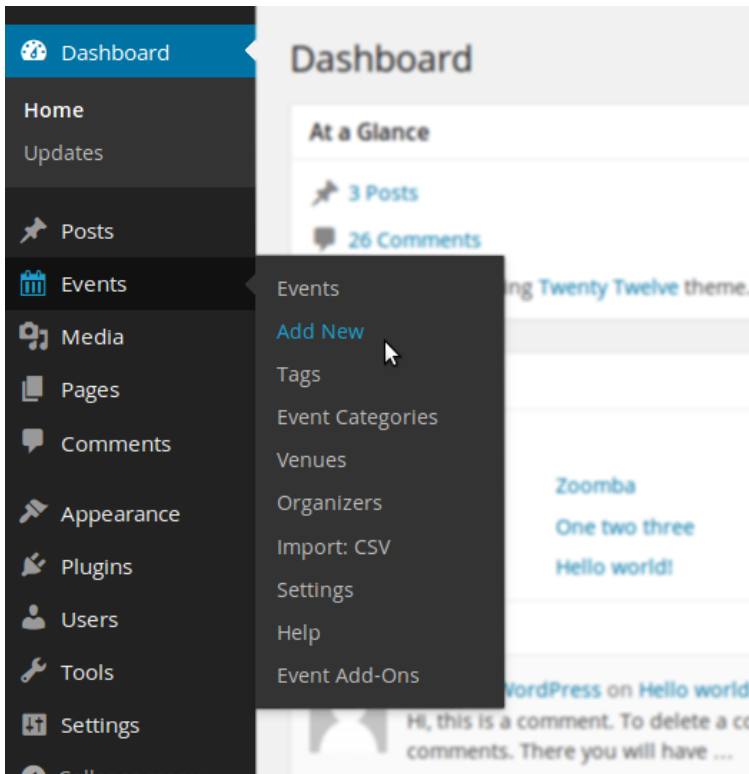 Dashboard
Home
Updates
Posts
Events
Media
Pages
Comments
Appearance
Plugins
Users
Tools
Settings
Events
Add New
Tags
Event Categories
Venues
Organizers
Import: CSV
Settings
Help
Event Add-Ons
Dashboard
At a Glance
3 Posts
26 Comments
Twenty Twelve theme.
Zoomba
One two three
Hello world!
WordPress on Hello world
Hi, this is a comment. To delete a
comments. There you will have ...